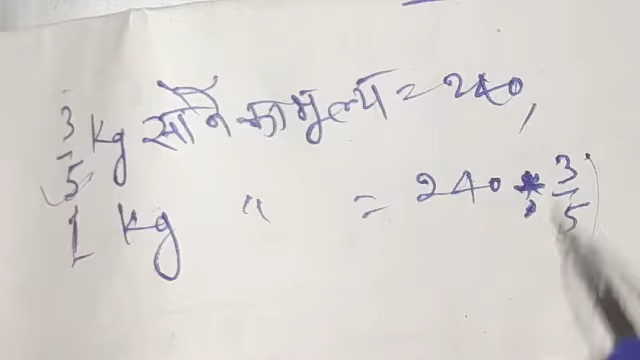 3/5 kg सोने का मूल्य = 240,
1 kg " = 240 ÷ 3/5